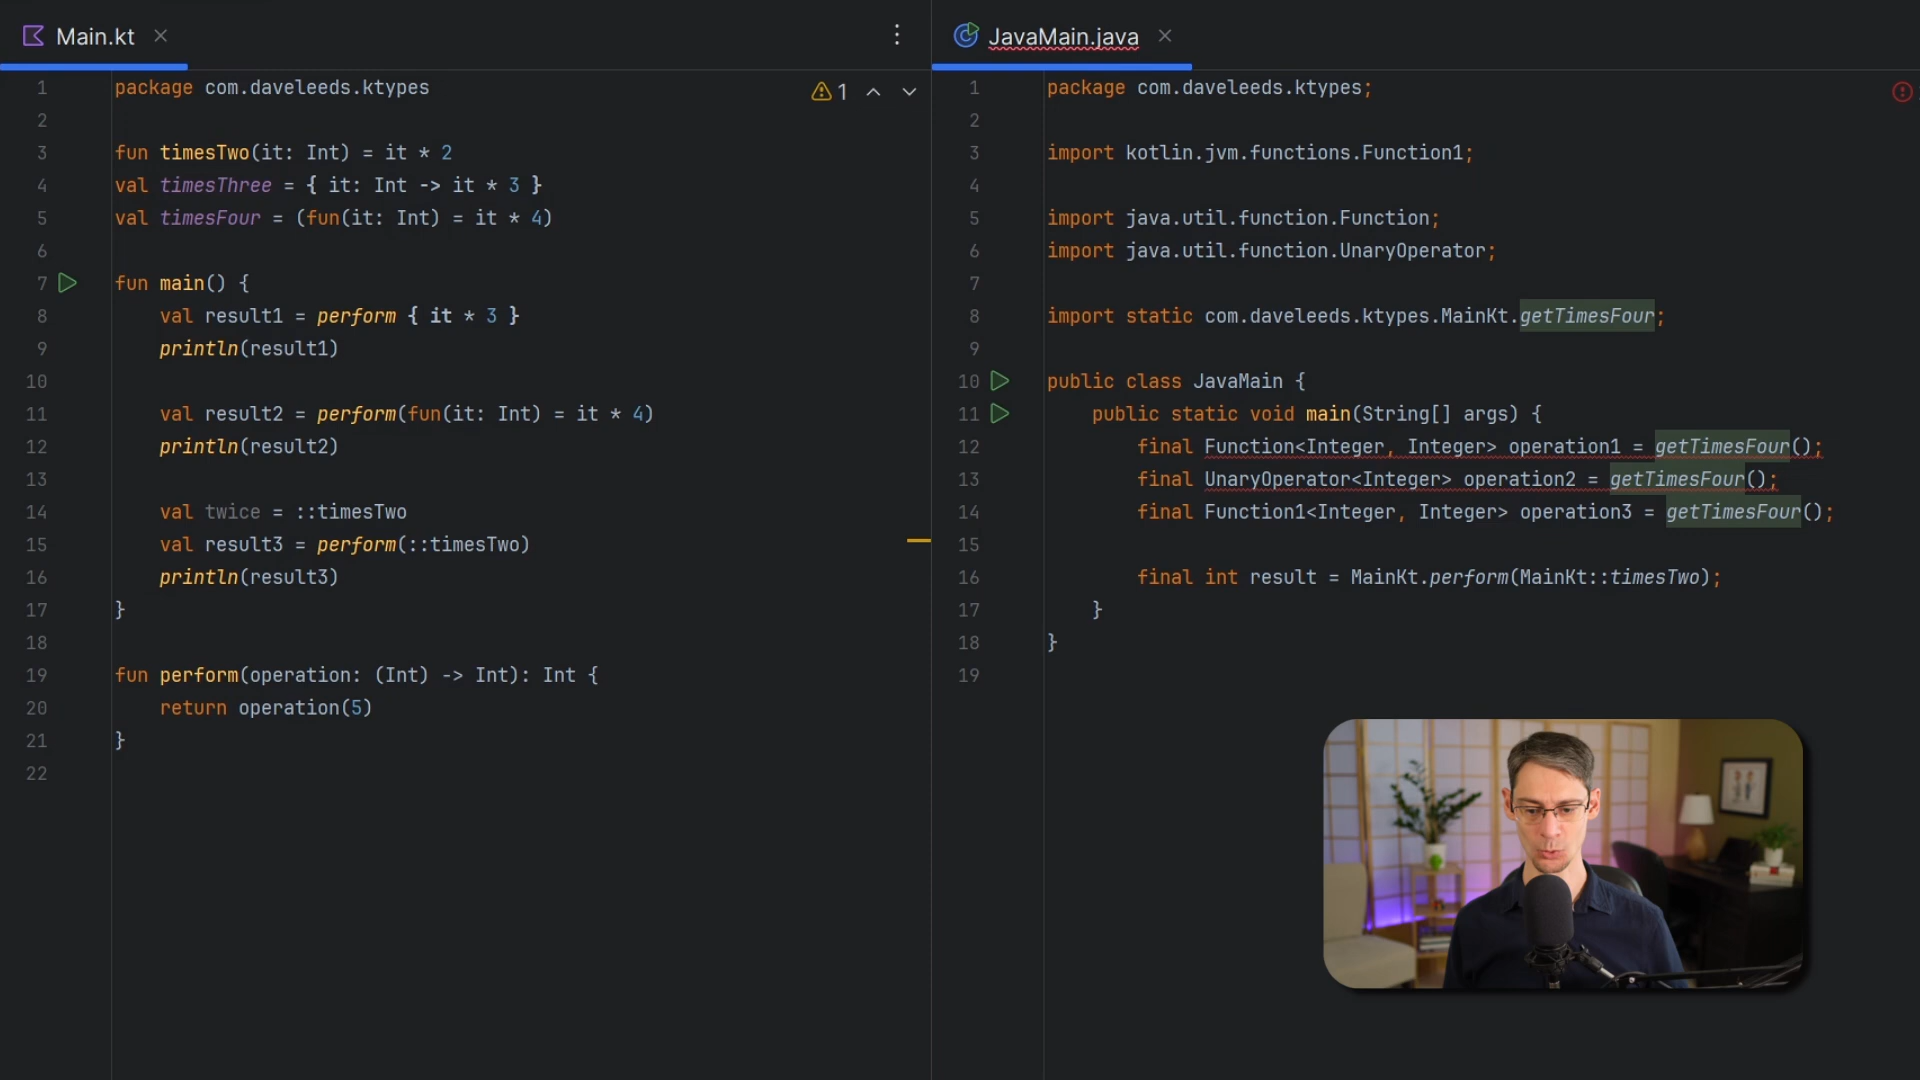 Main.kt
1 package com.daveleeds.ktypes
2
3 fun timesTwo(it: Int) = it * 2
4 val timesThree = { it: Int -> it * 3 }
5 val timesFour = (fun(it: Int) = it * 4)
6
7 fun main() {
8 val result1 = perform { it * 3 }
9 println(result1)
10
11 val result2 = perform(fun(it: Int) = it * 4)
12 println(result2)
13
14 val twice = ::timesTwo
15 val result3 = perform(::timesTwo)
16 println(result3)
17 }
18
19 fun perform(operation: (Int) -> Int): Int {
20 return operation(5)
21 }
22
1
JavaMain.java
1 package com.daveleeds.ktypes;
2
3 import kotlin.jvm.functions.Function1;
4
5 import java.util.function.Function;
6 import java.util.function.UnaryOperator;
7
8 import static com.daveleeds.ktypes.MainKt.getTimesFour;
9
10 public class JavaMain {
11 public static void main(String[] args) {
12 final Function<Integer, Integer> operation1 = getTimesFour();
13 final UnaryOperator<Integer> operation2 = getTimesFour();
14 final Function1<Integer, Integer> operation3 = getTimesFour();
15
16 final int result = MainKt.perform(MainKt::timesTwo);
17 }
18 }
19